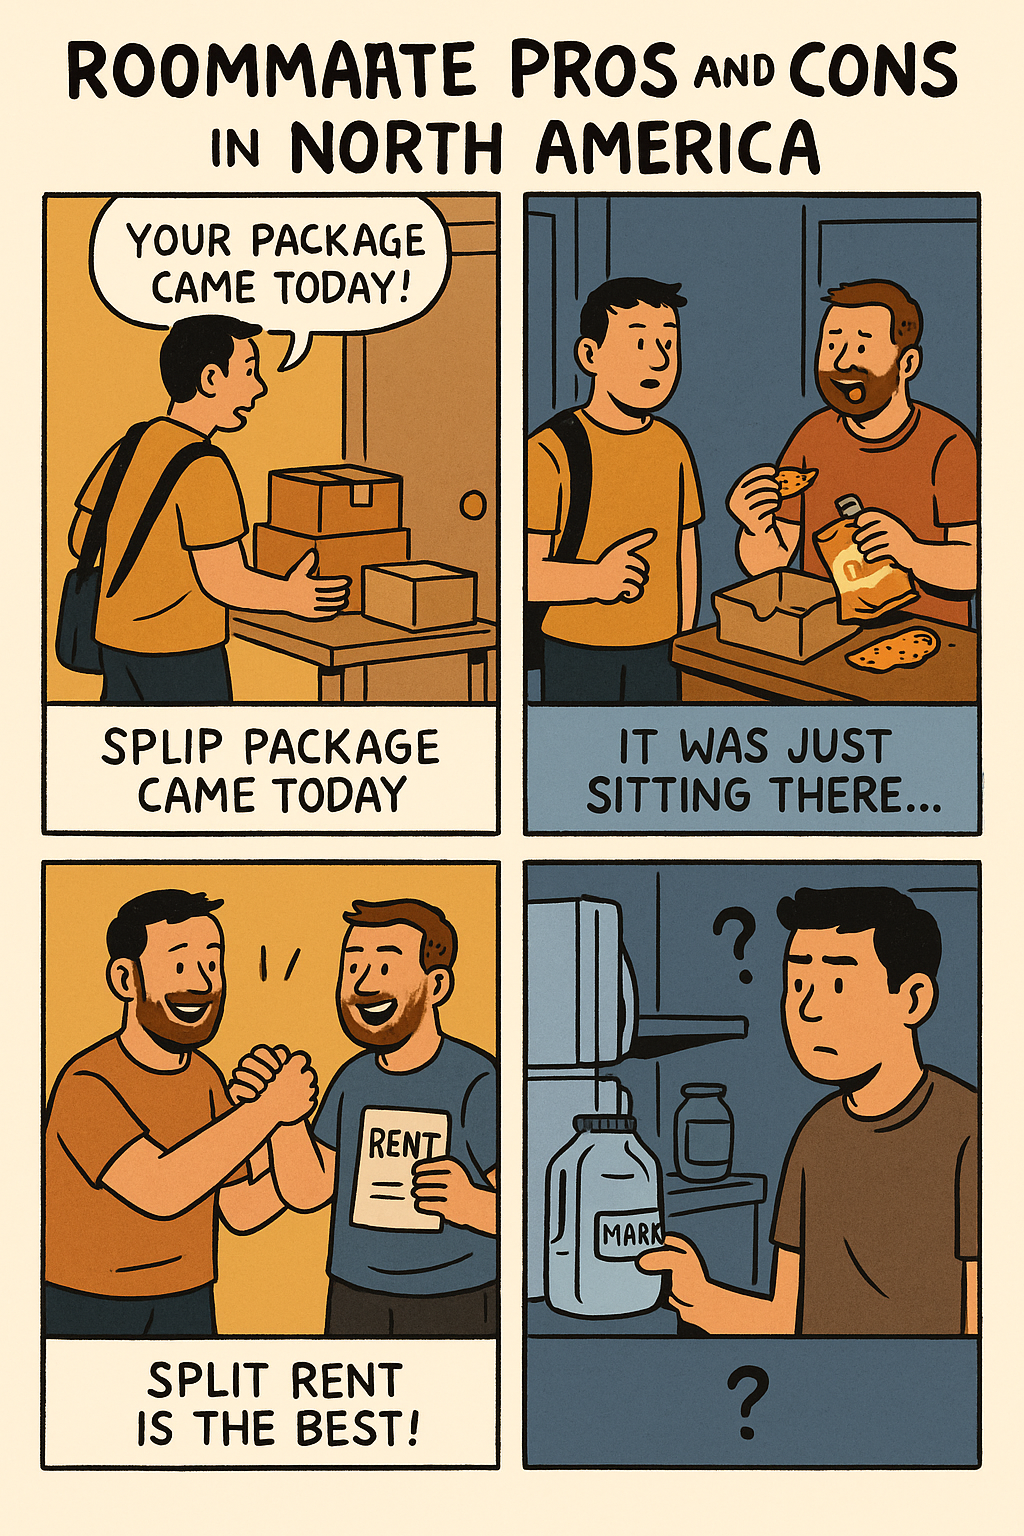 ROOMMAATE PROS AND CONS
IN NORTH AMERICA
YOUR PACKAGE
CAME TODAY!
SPLIP PACKAGE
CAME TODAY
IT WAS JUST
SITTING THERE...
RENT
SPLIT RENT
IS THE BEST!
?
MARK
?